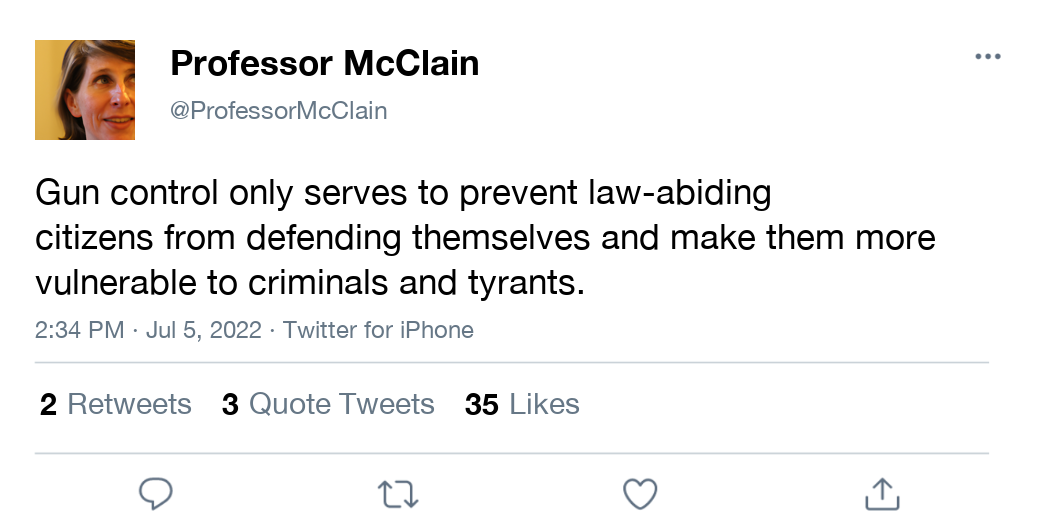 Professor McClain
@ProfessorMcClain
Gun control only serves to prevent law-abiding
citizens from defending themselves and make them more
vulnerable to criminals and tyrants.
2:34 PM · Jul 5, 2022 · Twitter for iPhone
2 Retweets 3 Quote Tweets 35 Likes